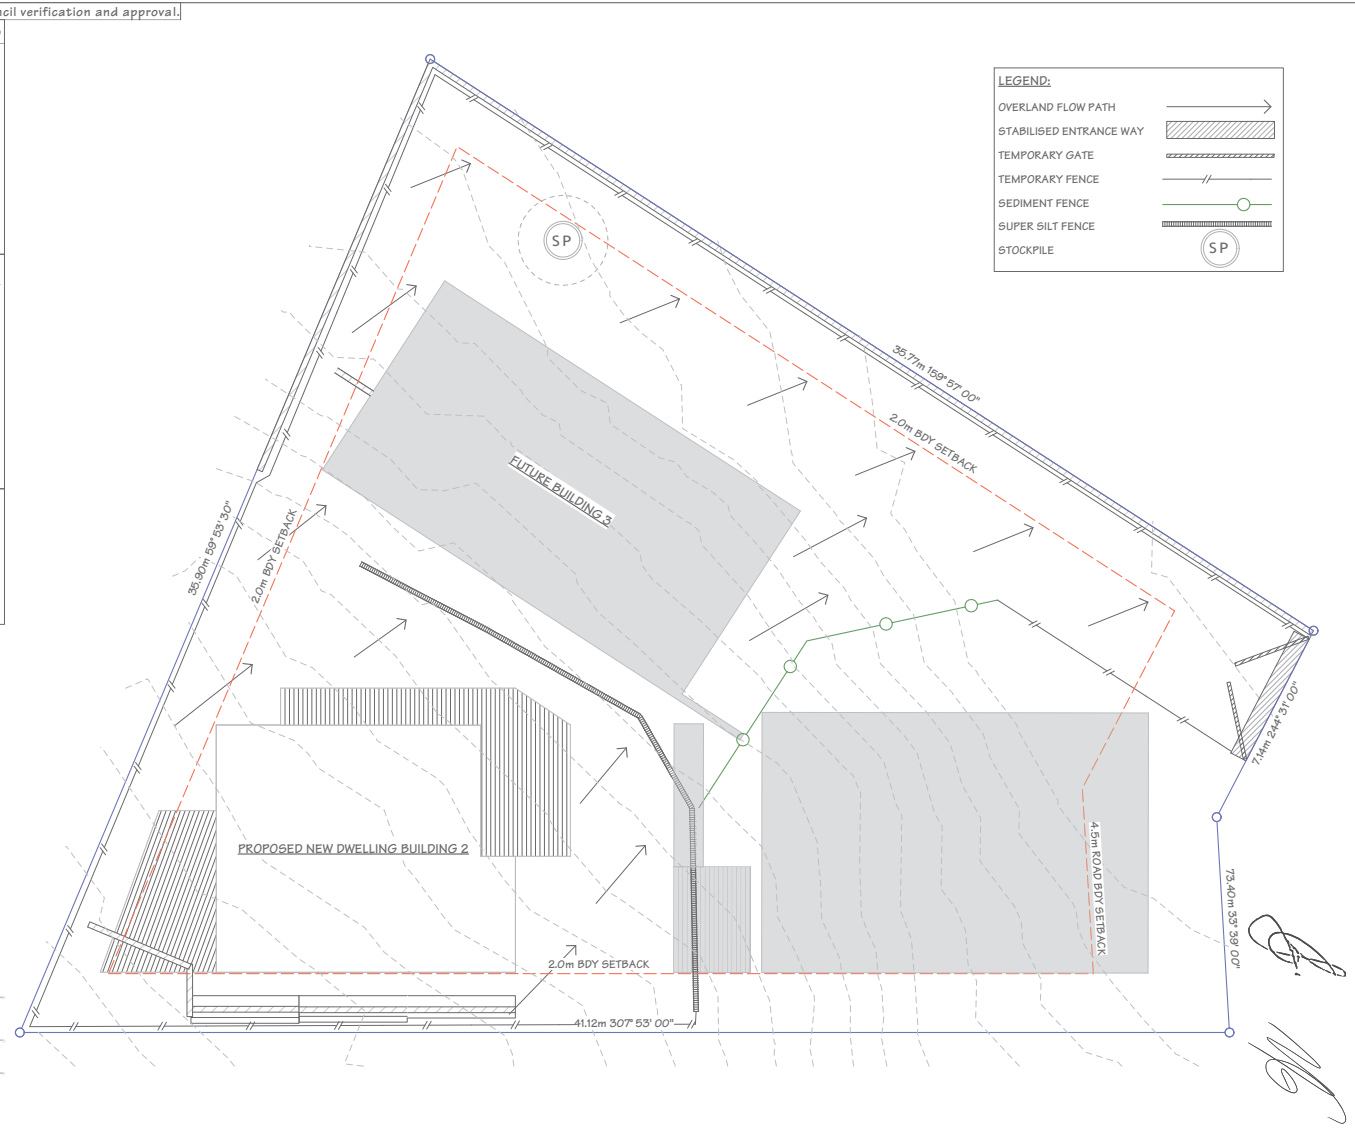 verification and approval.
LEGEND:
OVERLAND FLOW PATH
STABILISED ENTRANCE WAY
TEMPORARY GATE
TEMPORARY FENCE
SEDIMENT FENCE
SUPER SILT FENCE
STOCKPILE
SP
SP
35.77m 159° 57' 00"
2.0m BDY SETBACK
FUTURE BUILDING 3
35.90m 59° 53' 30"
2.0m BDY SETBACK
7.14m 244° 31' 00"
PROPOSED NEW DWELLING BUILDING 2
4.5m ROAD BDY SETBACK
73.40m 33° 39' 00"
2.0m BDY SETBACK
41.12m 307° 53' 00"